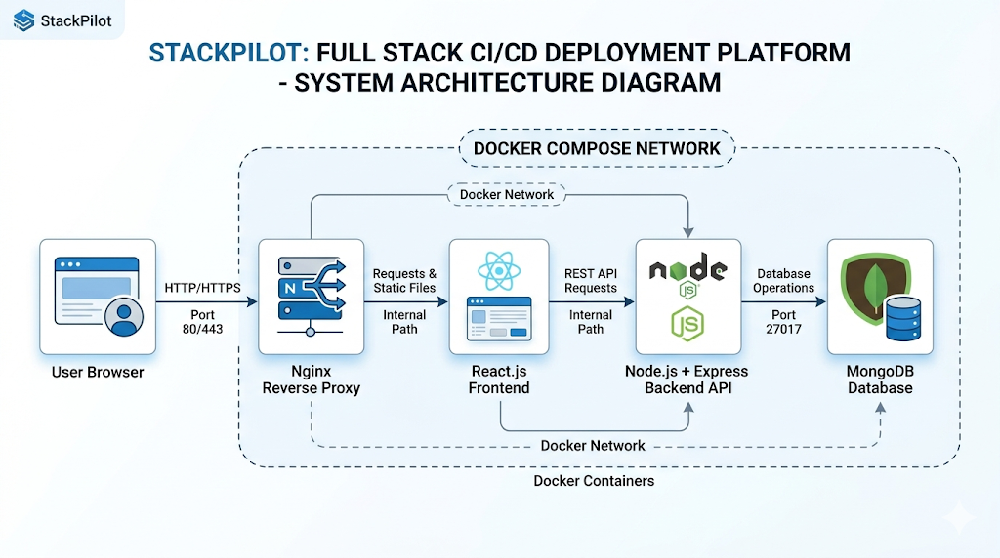 StackPilot
STACKPILOT: FULL STACK CI/CD DEPLOYMENT PLATFORM
- SYSTEM ARCHITECTURE DIAGRAM
DOCKER COMPOSE NETWORK
Docker Network
HTTP/HTTPS
Port
80/443
User Browser
N
Nginx
Reverse Proxy
Requests &
Static Files
Internal
Path
React.js
Frontend
REST API
Requests
Internal
Path
node
JS
JS
Node.js + Express
Backend API
Database
Operations
Port
27017
MongoDB
Database
Docker Network
Docker Containers